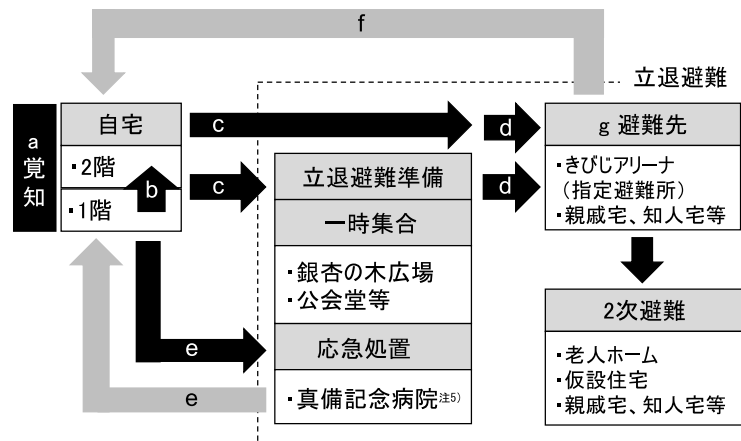 f
立退避難
a
覚知
自宅
・2階
b
・1階
c
c
d
d
g 避難先
・きびじアリーナ
(指定避難所)
・親戚宅、知人宅等
立退避難準備
一時集合
・銀杏の木広場
・公会堂等
応急処置
・真備記念病院注5)
e
e
2次避難
・老人ホーム
・仮設住宅
・親戚宅、知人宅等